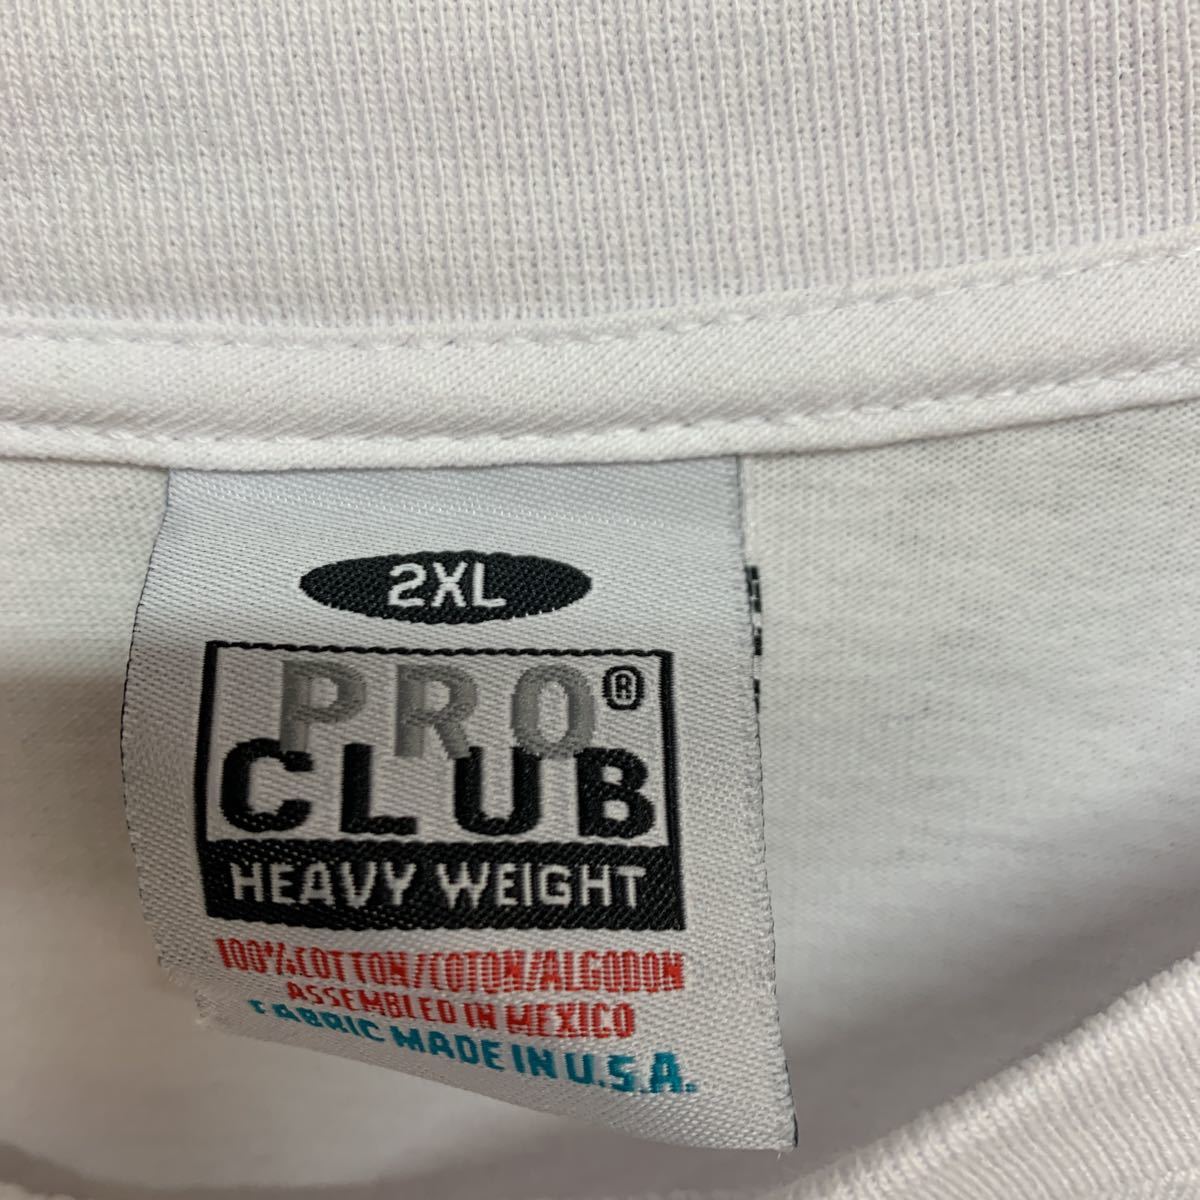 2XL
PRO®
CLUB
HEAVY WEIGHT
100% COTTON/COTON/ALGODON
ASSEMBLED IN MEXICO
FABRIC MADE IN U.S.A.